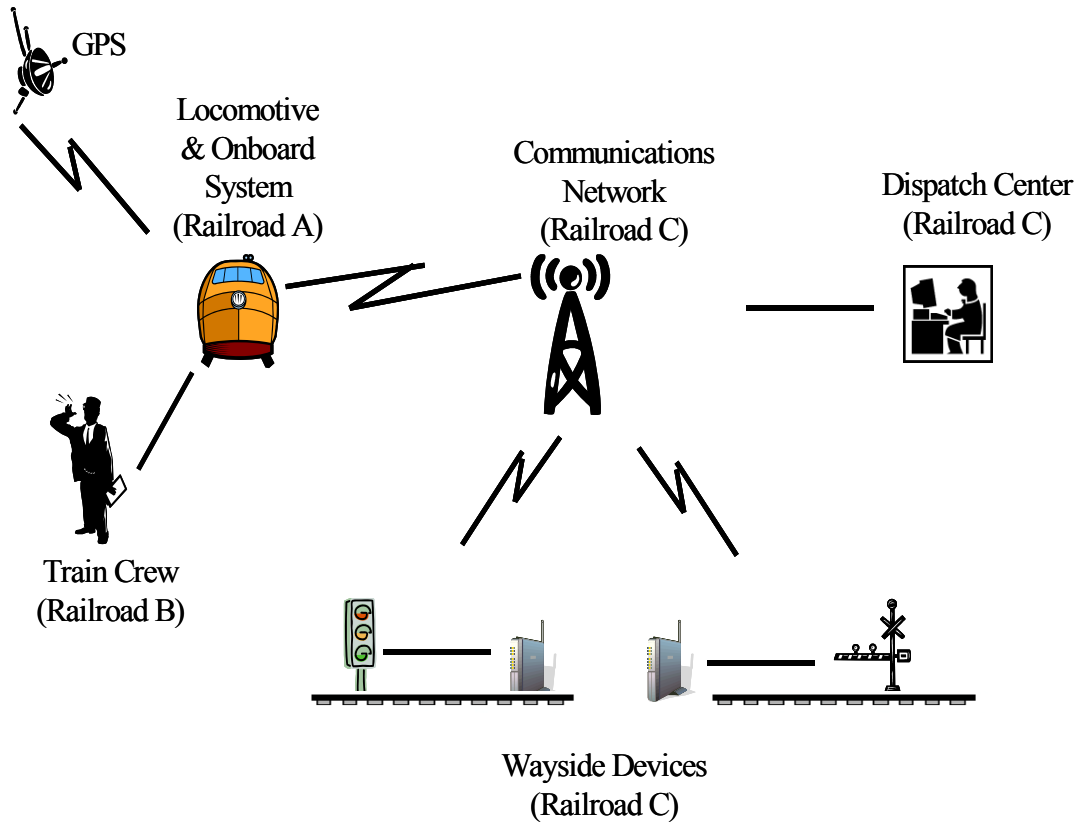 GPS
Locomotive
& Onboard
System
(Railroad A)
Communications
Network
(Railroad C)
Dispatch Center
(Railroad C)
Train Crew
(Railroad B)
Wayside Devices
(Railroad C)